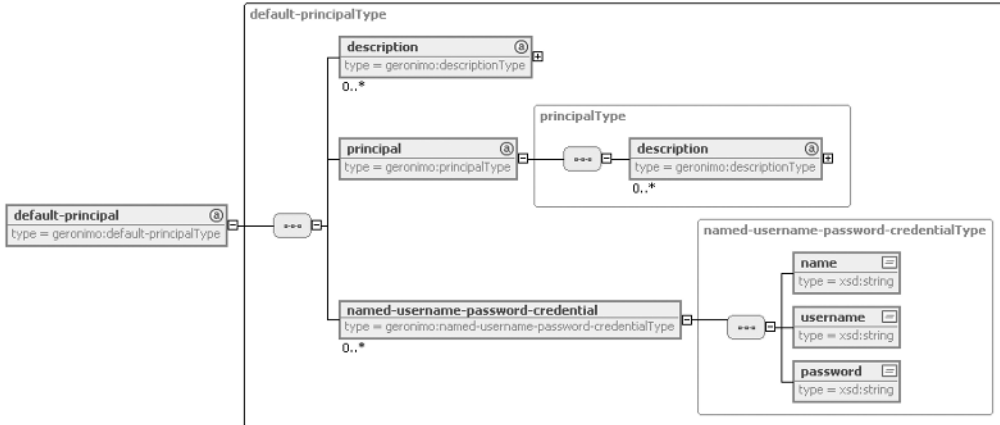 default-principalType
description
type = geronimo:descriptionType
0..*
principalType
principal
type = geronimo:principalType
description
type = geronimo:descriptionType
0..*
default-principal
type = geronimo:default-principalType
named-username-password-credentialType
name
type = xsd:string
named-username-password-credential
type = geronimo:named-username-password-credentialType
0..*
username
type = xsd:string
password
type = xsd:string